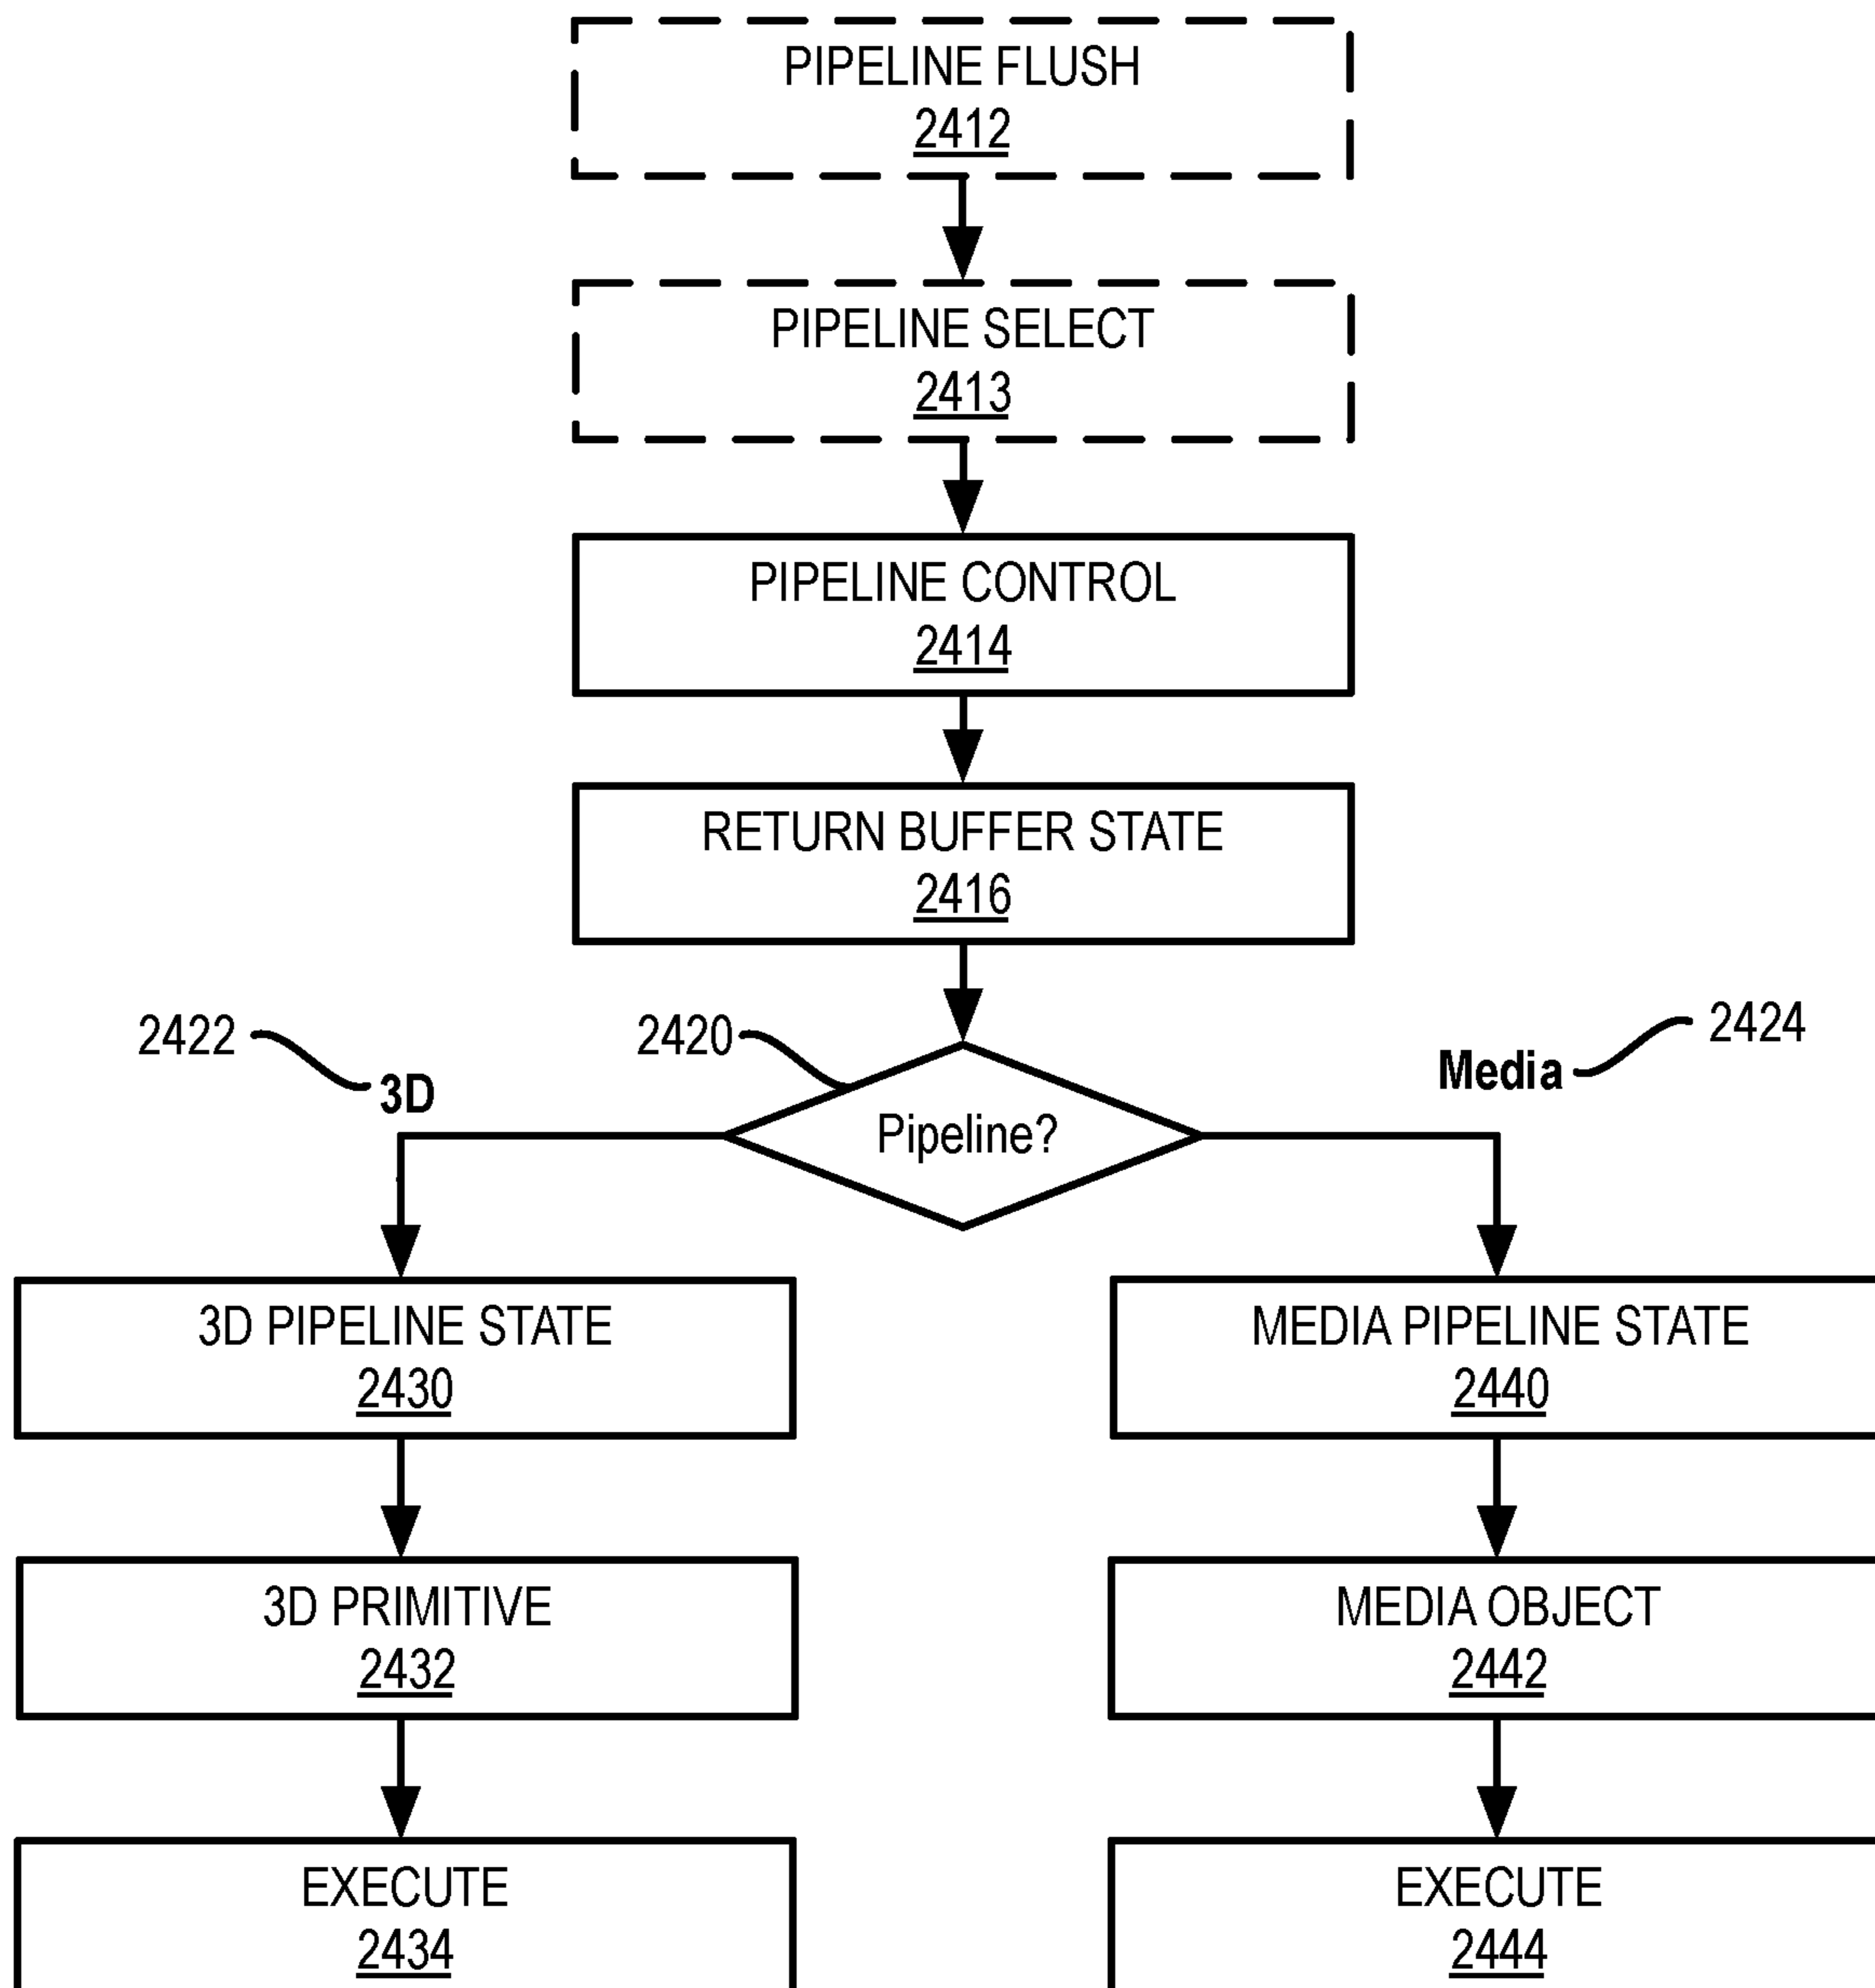 PIPELINE FLUSH
2412
PIPELINE SELECT
2413
PIPELINE CONTROL
2414
RETURN BUFFER STATE
2416
2422
3D
2420
Pipeline?
Media
2424
3D PIPELINE STATE
2430
MEDIA PIPELINE STATE
2440
3D PRIMITIVE
2432
MEDIA OBJECT
2442
EXECUTE
2434
EXECUTE
2444